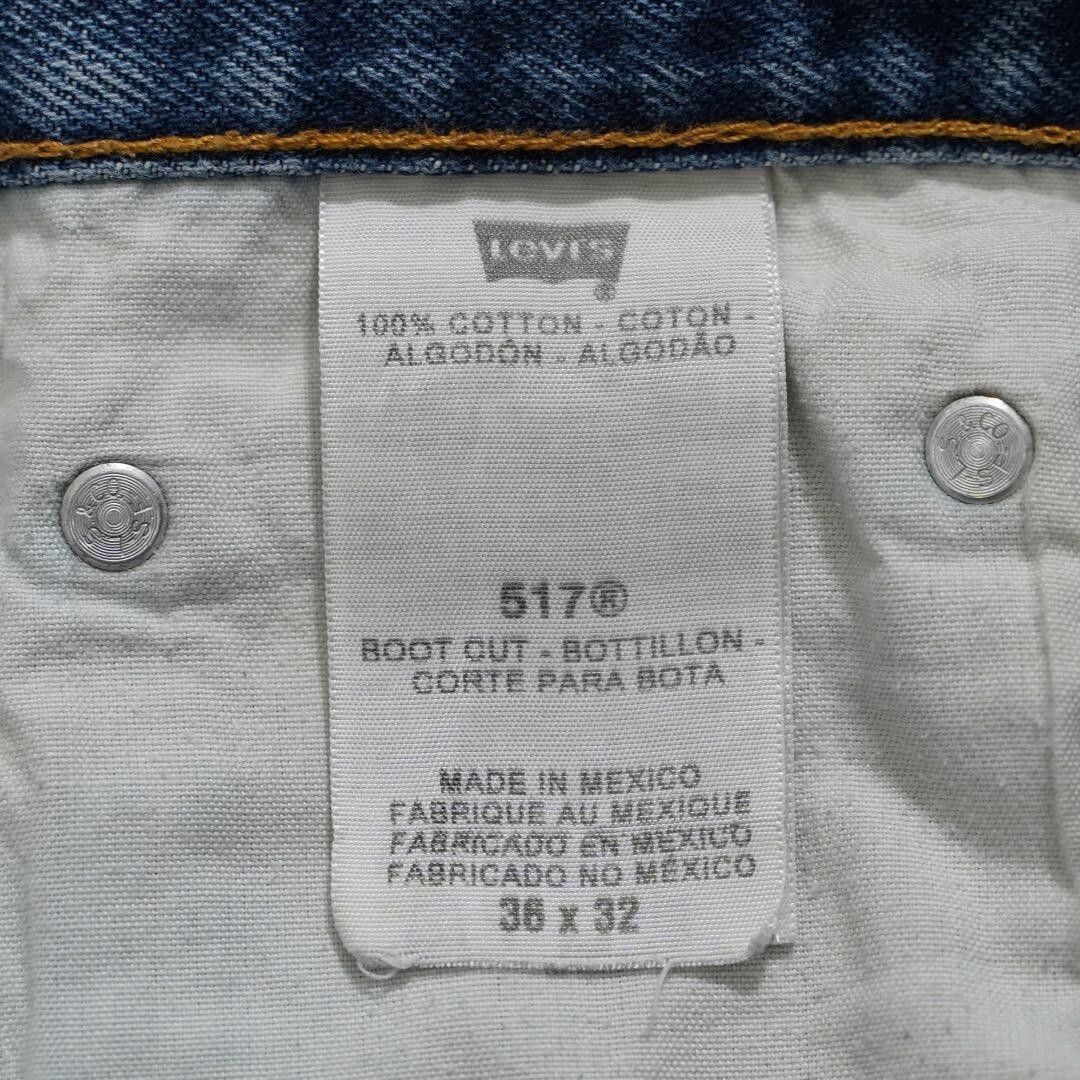 LEVI'S
®
100% COTTON - COTON -
ALGODÓN - ALGODÃO
517®
BOOT CUT - BOTTILLON -
CORTE PARA BOTA
MADE IN MEXICO
FABRIQUE AU MEXIQUE
FABRICADO EN MEXICO
FABRICADO NO MÉXICO
36 x 32